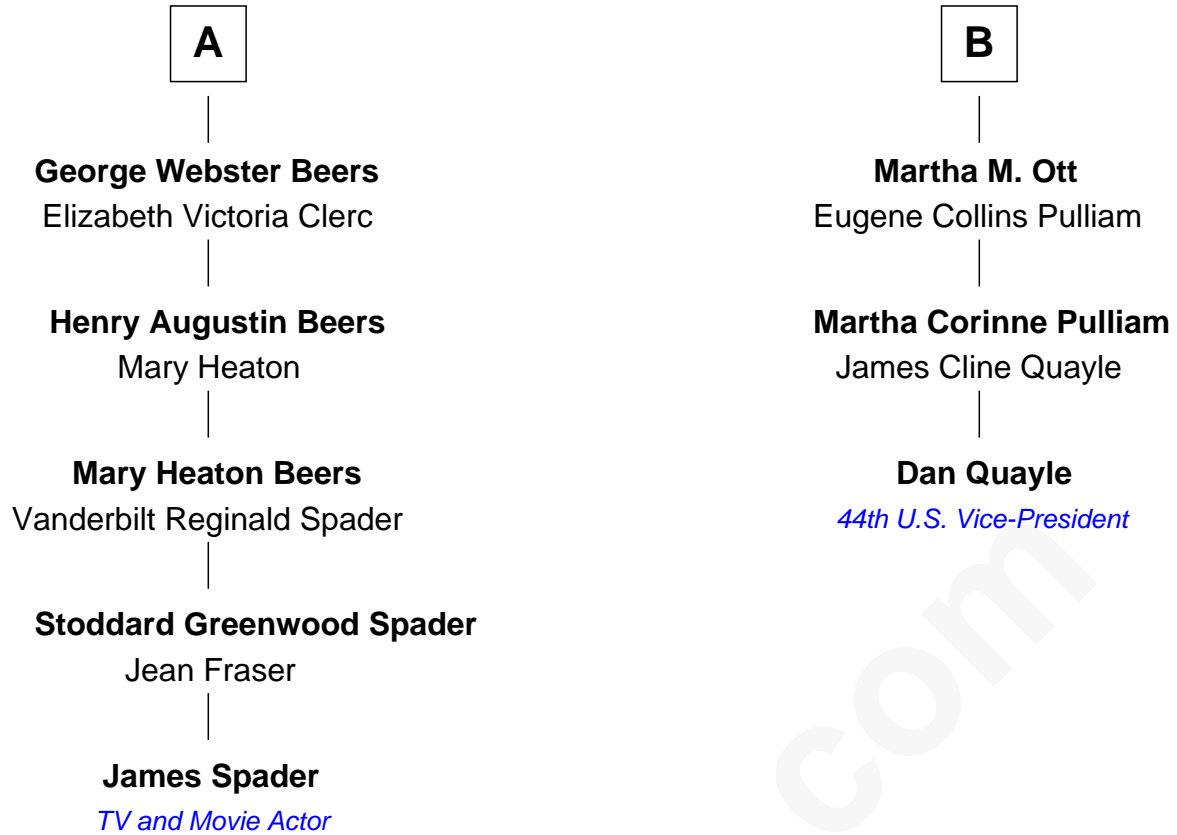 A
George Webster Beers
Elizabeth Victoria Clerc
Henry Augustin Beers
Mary Heaton
Mary Heaton Beers
Vanderbilt Reginald Spader
Stoddard Greenwood Spader
Jean Fraser
James Spader
TV and Movie Actor
B
Martha M. Ott
Eugene Collins Pulliam
Martha Corinne Pulliam
James Cline Quayle
Dan Quayle
44th U.S. Vice-President
com